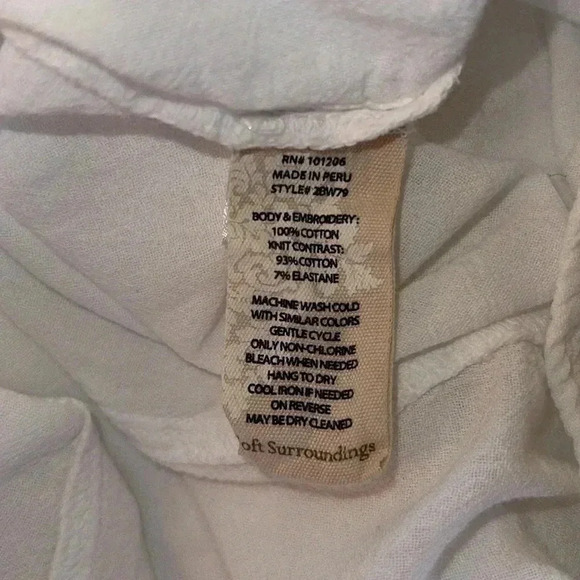 RN# 101206
MADE IN PERU
STYLE# 2BW79
BODY & EMBROIDERY:
100% COTTON
KNIT CONTRAST:
93% COTTON
7% ELASTANE
MACHINE WASH COLD
WITH SIMILAR COLORS
GENTLE CYCLE
ONLY NON-CHLORINE
BLEACH WHEN NEEDED
HANG TO DRY
COOL IRON IF NEEDED
ON REVERSE
MAY BE DRY CLEANED
oft Surroundings